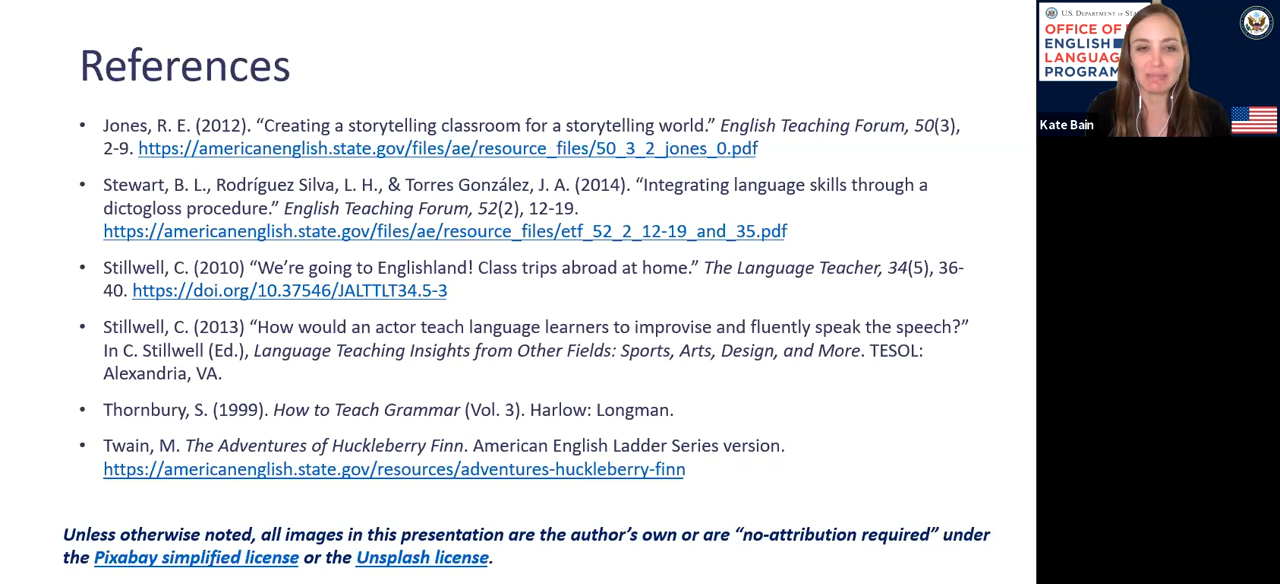 References
• Jones, R. E. (2012). “Creating a storytelling classroom for a storytelling world.” English Teaching Forum, 50(3),
2-9. https://americanenglish.state.gov/files/ae/resource_files/50_3_2_jones_0.pdf
• Stewart, B. L., Rodríguez Silva, L. H., & Torres González, J. A. (2014). “Integrating language skills through a
dictogloss procedure.” English Teaching Forum, 52(2), 12-19.
https://americanenglish.state.gov/files/ae/resource_files/etf_52_2_12-19_and_35.pdf
• Stillwell, C. (2010) “We’re going to Englishland! Class trips abroad at home.” The Language Teacher, 34(5), 36-
40. https://doi.org/10.37546/JALTTLT34.5-3
• Stillwell, C. (2013) “How would an actor teach language learners to improvise and fluently speak the speech?”
In C. Stillwell (Ed.), Language Teaching Insights from Other Fields: Sports, Arts, Design, and More. TESOL:
Alexandria, VA.
• Thornbury, S. (1999). How to Teach Grammar (Vol. 3). Harlow: Longman.
• Twain, M. The Adventures of Huckleberry Finn. American English Ladder Series version.
https://americanenglish.state.gov/resources/adventures-huckleberry-finn
Unless otherwise noted, all images in this presentation are the author’s own or are “no-attribution required” under
the Pixabay simplified license or the Unsplash license.
U.S. DEPARTMENT OF STA
OFFICE OF
ENGLISH
LANGUAG
PROGRAM
Kate Bain